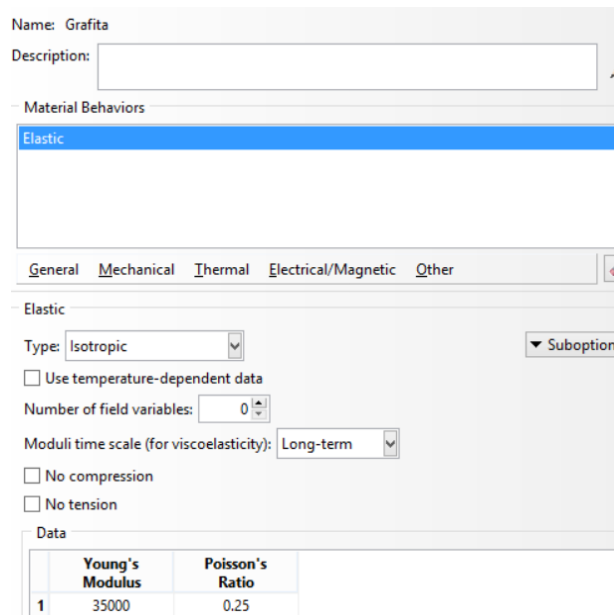 Name: Grafita
Description:
Material Behaviors
Elastic
General Mechanical Thermal Electrical/Magnetic Other
Elastic
Type: Isotropic
Suboption
Use temperature-dependent data
Number of field variables: 0
Moduli time scale (for viscoelasticity): Long-term
No compression
No tension
Data
Young's Poisson's
Modulus Ratio
1 35000 0.25